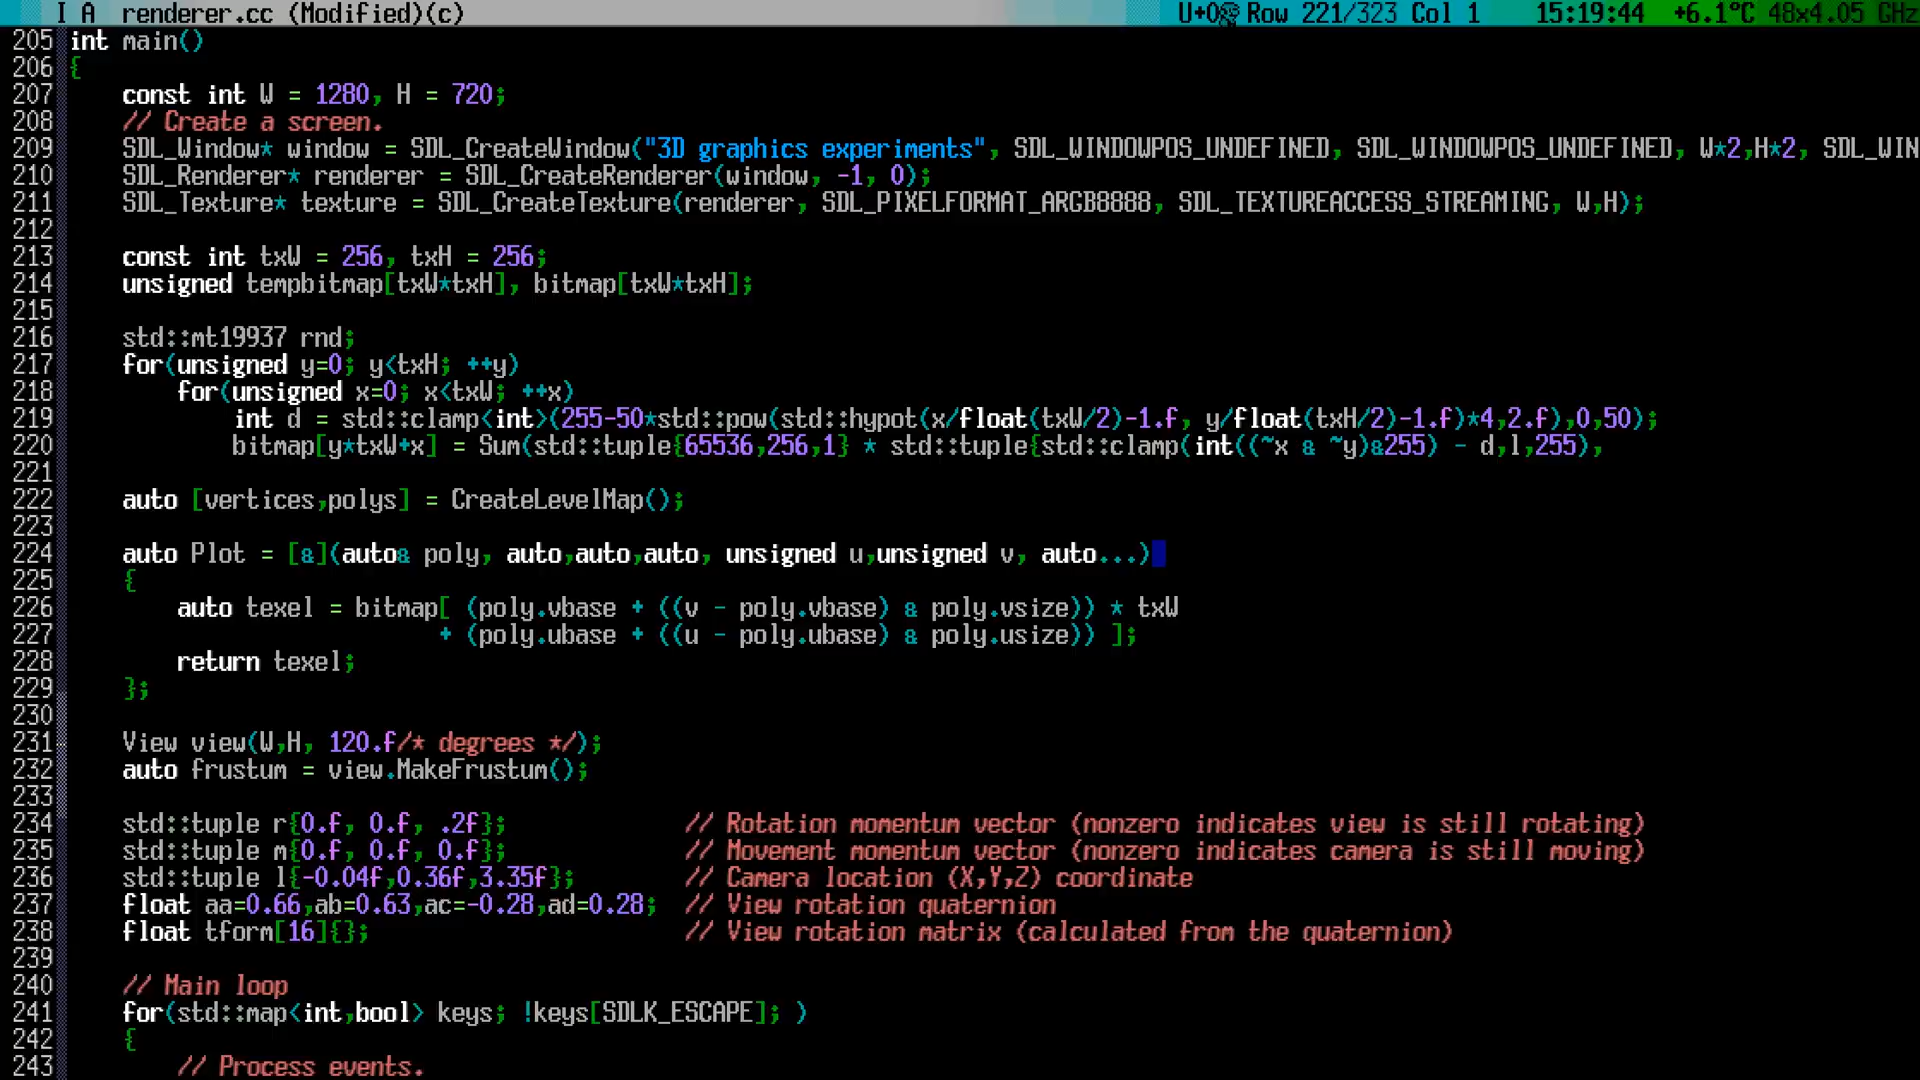 I A renderer.cc (Modified)(c) Row 221/323 Col 1 15:19:44 +6.1°C 48x4.05 GHz
205 int main()
206 {
207 const int W = 1280, H = 720;
208 // Create a screen.
209 SDL_Window* window = SDL_CreateWindow("3D graphics experiments", SDL_WINDOWPOS_UNDEFINED, SDL_WINDOWPOS_UNDEFINED, W*2,H*2, SDL_WIN
210 SDL_Renderer* renderer = SDL_CreateRenderer(window, -1, 0);
211 SDL_Texture* texture = SDL_CreateTexture(renderer, SDL_PIXELFORMAT_ARGB8888, SDL_TEXTUREACCESS_STREAMING, W,H);
212
213 const int txW = 256, txH = 256;
214 unsigned tempbitmap[txW*txH], bitmap[txW*txH];
215
216 std::mt19937 rnd;
217 for(unsigned y=0; y<txH; ++y)
218 for(unsigned x=0; x<txW; ++x)
219 int d = std::clamp<int>(255-50*std::pow(std::hypot(x/float(txW/2)-1.f, y/float(txH/2)-1.f)*4,2.f),0,50);
220 bitmap[y*txW+x] = Sum(std::tuple{65536,256,1} * std::tuple{std::clamp(int((~x & ~y)&255) - d,l,255),
221
222 auto [vertices,polys] = CreateLevelMap();
223
224 auto Plot = [&](auto& poly, auto,auto,auto, unsigned u,unsigned v, auto...)
225 {
226 auto texel = bitmap[ (poly.vbase + ((v - poly.vbase) & poly.vsize)) * txW
227 + (poly.ubase + ((u - poly.ubase) & poly.usize)) ];
228 return texel;
229 };
230
231 View view(W,H, 120.f/* degrees */);
232 auto frustum = view.MakeFrustum();
233
234 std::tuple r{0.f, 0.f, .2f}; // Rotation momentum vector (nonzero indicates view is still rotating)
235 std::tuple m{0.f, 0.f, 0.f}; // Movement momentum vector (nonzero indicates camera is still moving)
236 std::tuple l{-0.04f,0.36f,3.35f}; // Camera location (X,Y,Z) coordinate
237 float aa=0.66,ab=0.63,ac=-0.28,ad=0.28; // View rotation quaternion
238 float tform[16]{}; // View rotation matrix (calculated from the quaternion)
239
240 // Main loop
241 for(std::map<int,bool> keys; !keys[SDLK_ESCAPE]; )
242 {
243 // Process events.